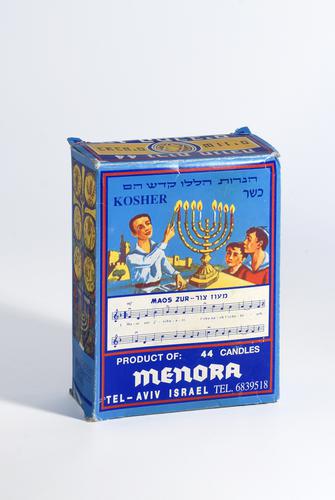 הנרות הללו קדש הם
KOSHER כשר
MAOS ZUR - מעוז צור
PRODUCT OF: 44 CANDLES
MENORA
TEL-AVIV ISRAEL TEL. 6839518